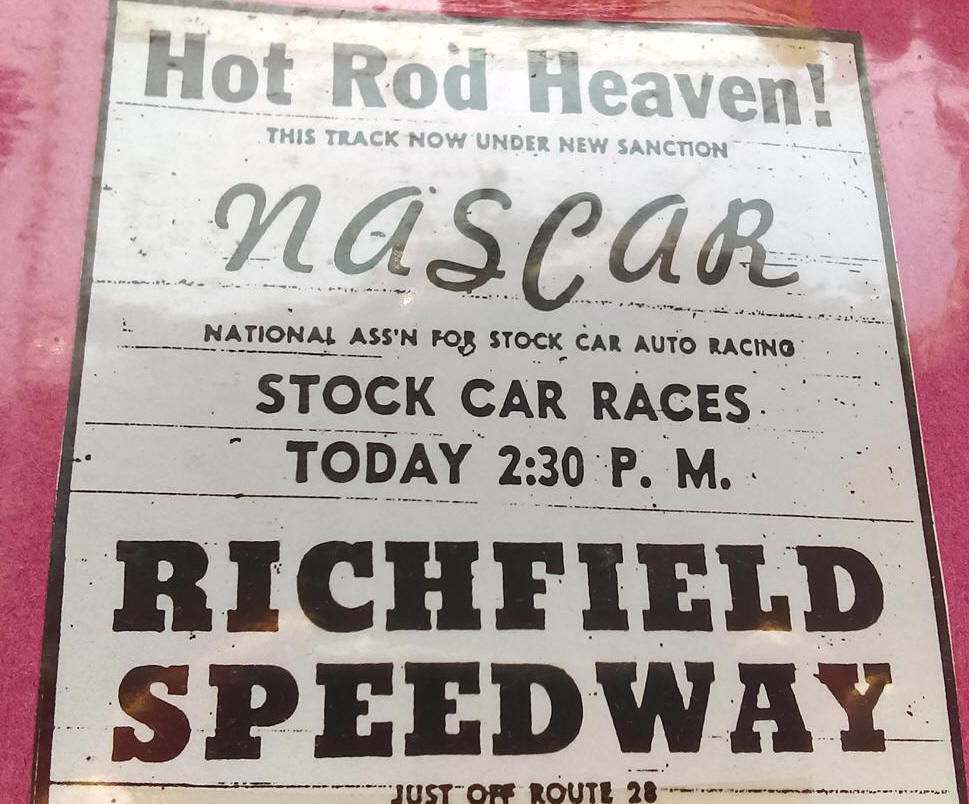 Hot Rod Heaven!
THIS TRACK NOW UNDER NEW SANCTION
NASCAR
NATIONAL ASS'N FOR STOCK CAR AUTO RACING
STOCK CAR RACES
TODAY 2:30 P. M.
RICHFIELD
SPEEDWAY
JUST OFF ROUTE 28